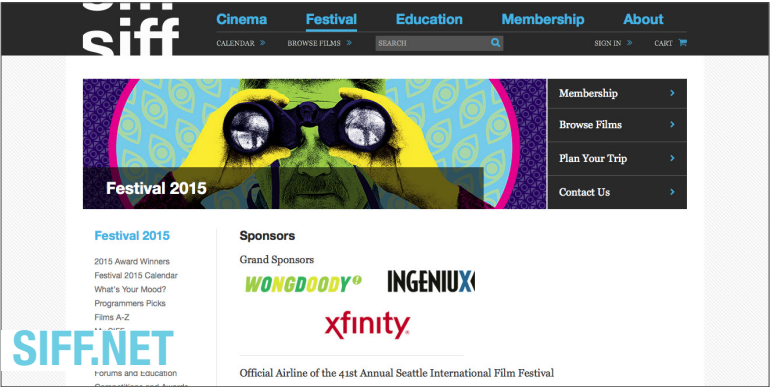 siff
Cinema Festival Education Membership About
CALENDAR » BROWSE FILMS » SEARCH SIGN IN » CART
Membership
Browse Films
Plan Your Trip
Contact Us
Festival 2015
Festival 2015
2015 Award Winners
Festival 2015 Calendar
What's Your Mood?
Programmers Picks
Films A-Z
My SIFF
SIFF.NET
Forums and Education
Competitions and Awards
Sponsors
Grand Sponsors
WONGDOODY!
INGENIUX
xfinity
Official Airline of the 41st Annual Seattle International Film Festival